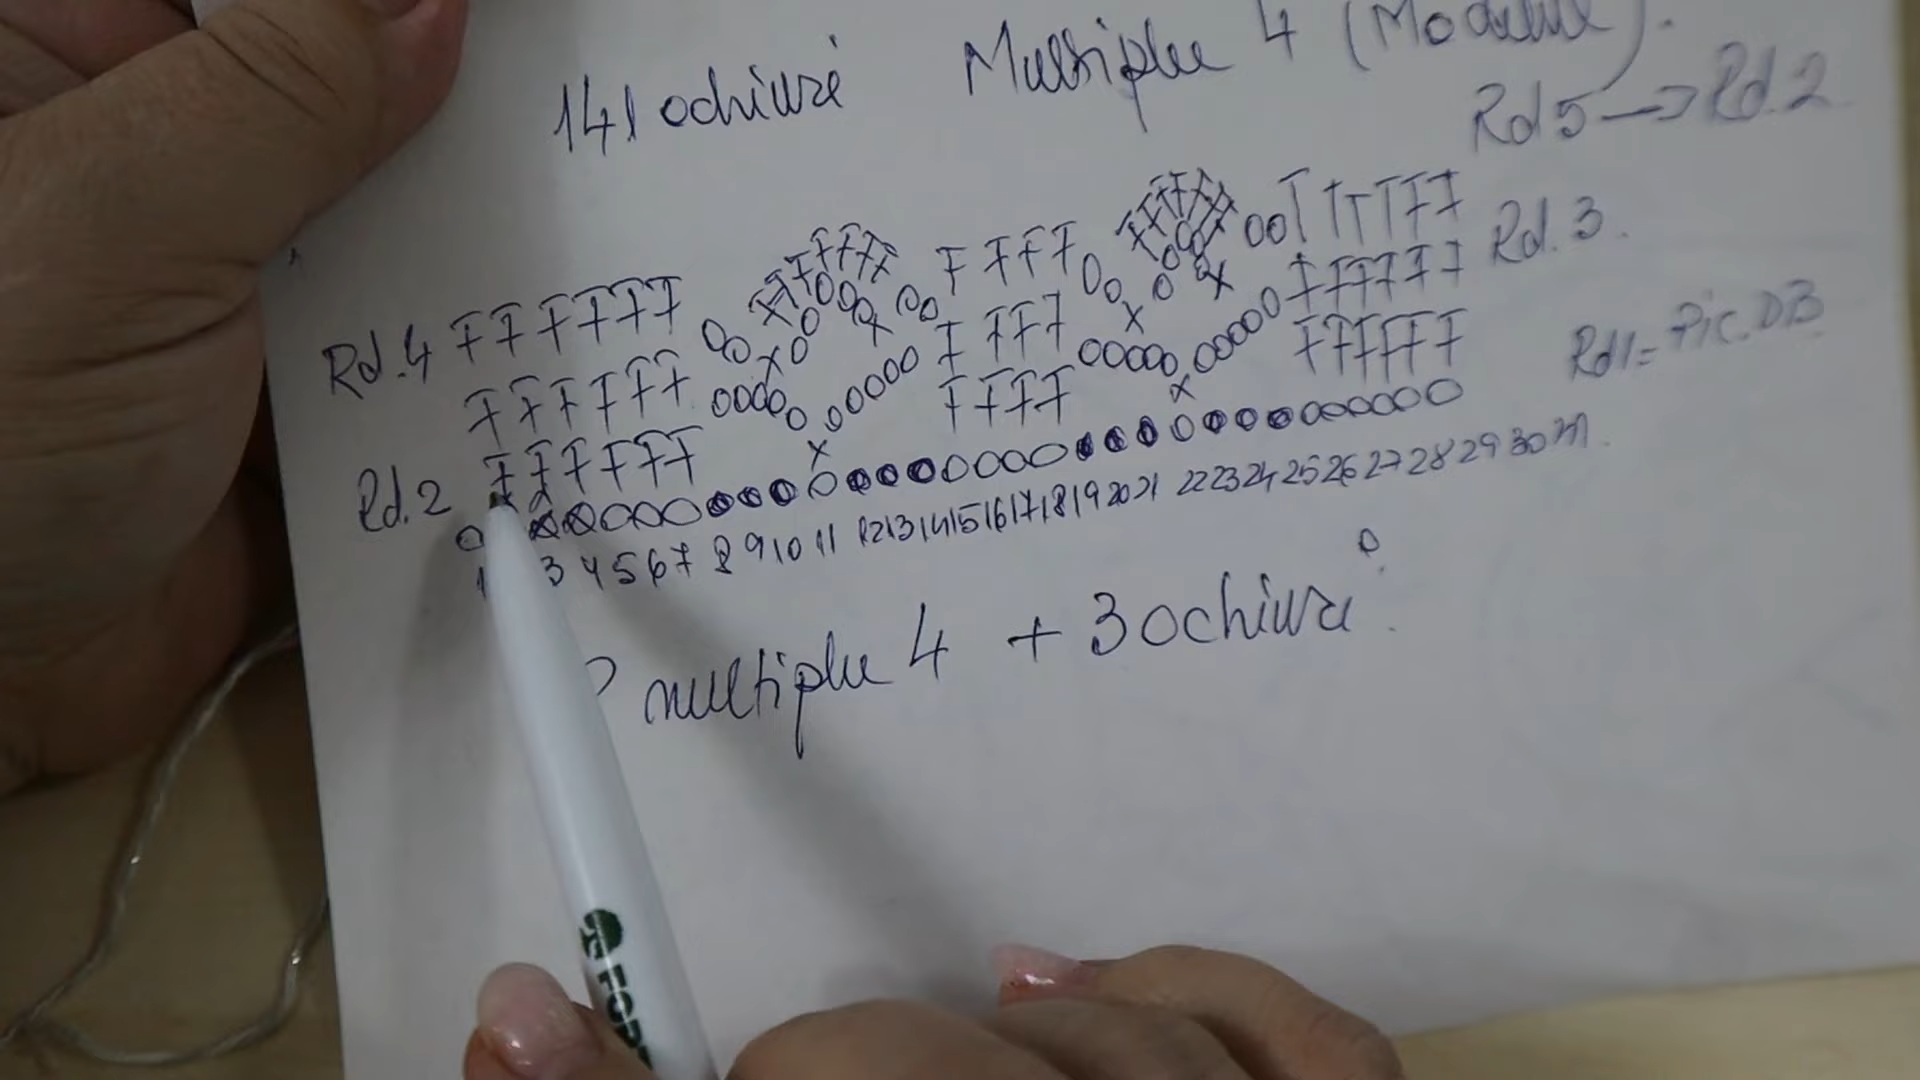 141 ochiuri Multiplu 4 (Modelul).
Rd 5 → Rd.2
Rd. 3.
Rd. 4
Rd1= Pic.DB
Rd. 2
1 3 4 5 6 7 8 9 10 11 12 13 14 15 16 17 18 19 20 21 22 23 24 25 26 27 28 29 30 31.
multiplu 4 + 3 ochiuri.